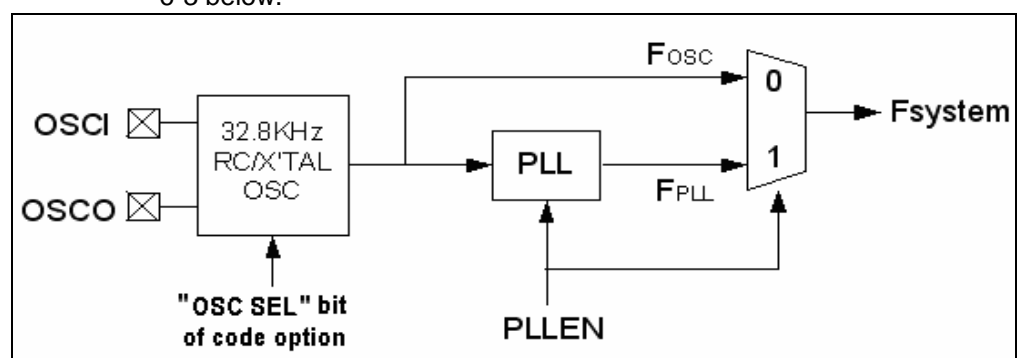 Fosc
0
OSCI
32.8KHz
RC/X'TAL
OSC
Fsystem
PLL
1
OSCO
FPLL
"OSC SEL" bit
of code option
PLLEN